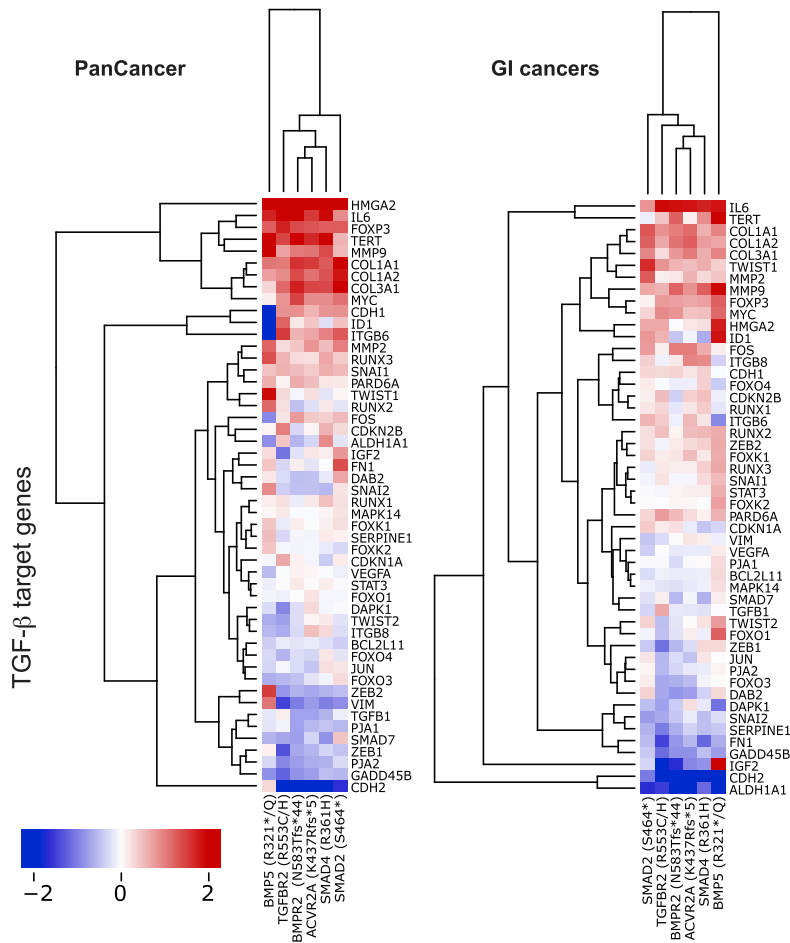 PanCancer
GI cancers
TGF-β target genes
HMGA2
IL6
FOXP3
TERT
MMP9
COL1A1
COL1A2
COL3A1
MYC
CDH1
ID1
ITGB6
MMP2
RUNX3
SNAI1
PARD6A
TWIST1
RUNX2
FOS
CDKN2B
ALDH1A1
IGF2
FN1
DAB2
SNAI2
RUNX1
MAPK14
FOXK1
SERPINE1
FOXK2
CDKN1A
VEGFA
STAT3
FOXO1
DAPK1
TWIST2
ITGB8
BCL2L11
FOXO4
JUN
FOXO3
ZEB2
VIM
TGFB1
PJA1
SMAD7
ZEB1
PJA2
GADD45B
CDH2
BMP5 (R321*/Q)
TGFBR2 (R553C/H)
BMPR2 (N583Tfs*44)
ACVR2A (K437Rfs*5)
SMAD4 (R361H)
SMAD2 (S464*)
IL6
TERT
COL1A1
COL1A2
COL3A1
TWIST1
MMP2
MMP9
FOXP3
MYC
HMGA2
ID1
FOS
ITGB8
CDH1
FOXO4
CDKN2B
RUNX1
ITGB6
RUNX2
ZEB2
FOXK1
RUNX3
SNAI1
STAT3
FOXK2
PARD6A
CDKN1A
VIM
VEGFA
PJA1
BCL2L11
MAPK14
SMAD7
TGFB1
TWIST2
FOXO1
ZEB1
JUN
PJA2
FOXO3
DAB2
DAPK1
SNAI2
SERPINE1
FN1
GADD45B
IGF2
CDH2
ALDH1A1
SMAD2 (S464*)
TGFBR2 (R553C/H)
BMPR2 (N583Tfs*44)
ACVR2A (K437Rfs*5)
SMAD4 (R361H)
BMP5 (R321*/Q)
−2 0 2